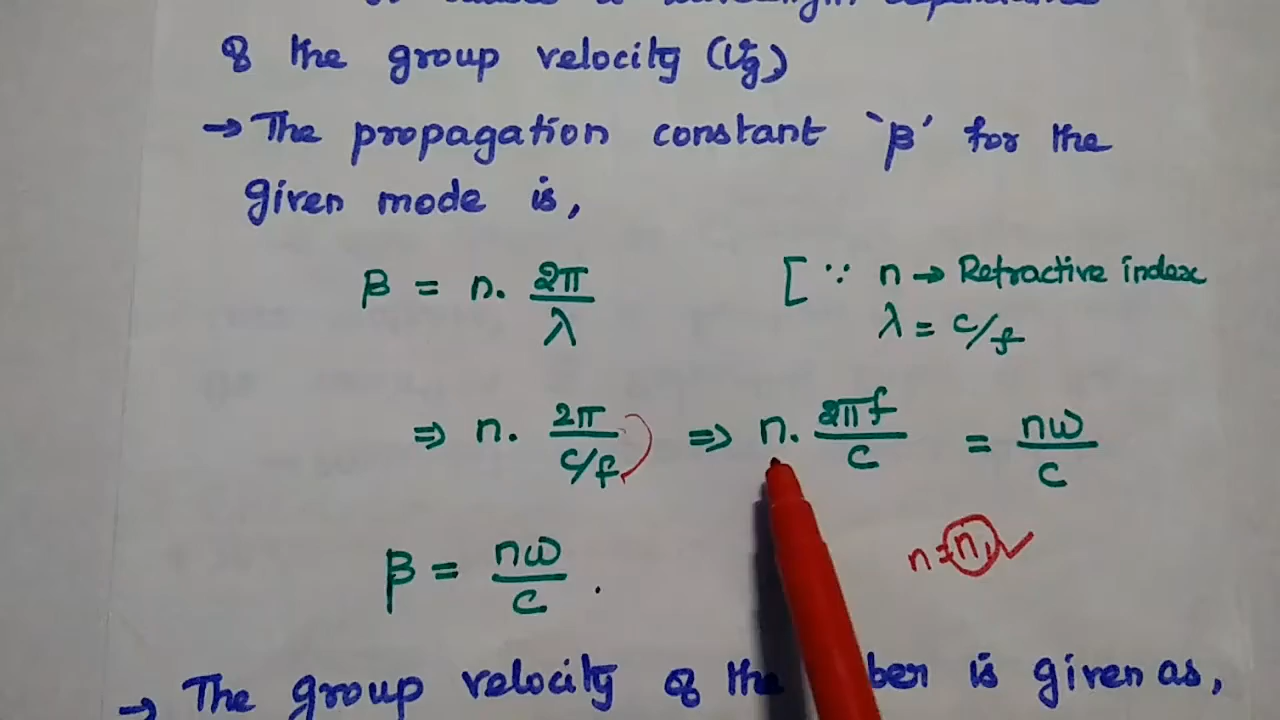 of the group velocity (Vg)
→ The propagation constant `β' for the
given mode is,
β = n. 2π/λ [∵ n → Refractive index
λ = c/f
⇒ n. 2π/c/f ⇒ n. 2πf/c = nω/c
n = n₁ ✓
β = nω/c .
→ The group velocity of the ber is given as,